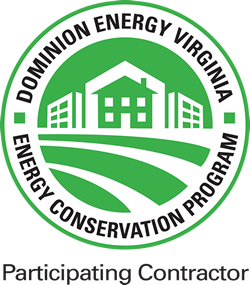 DOMINION ENERGY VIRGINIA
ENERGY CONSERVATION PROGRAM
Participating Contractor